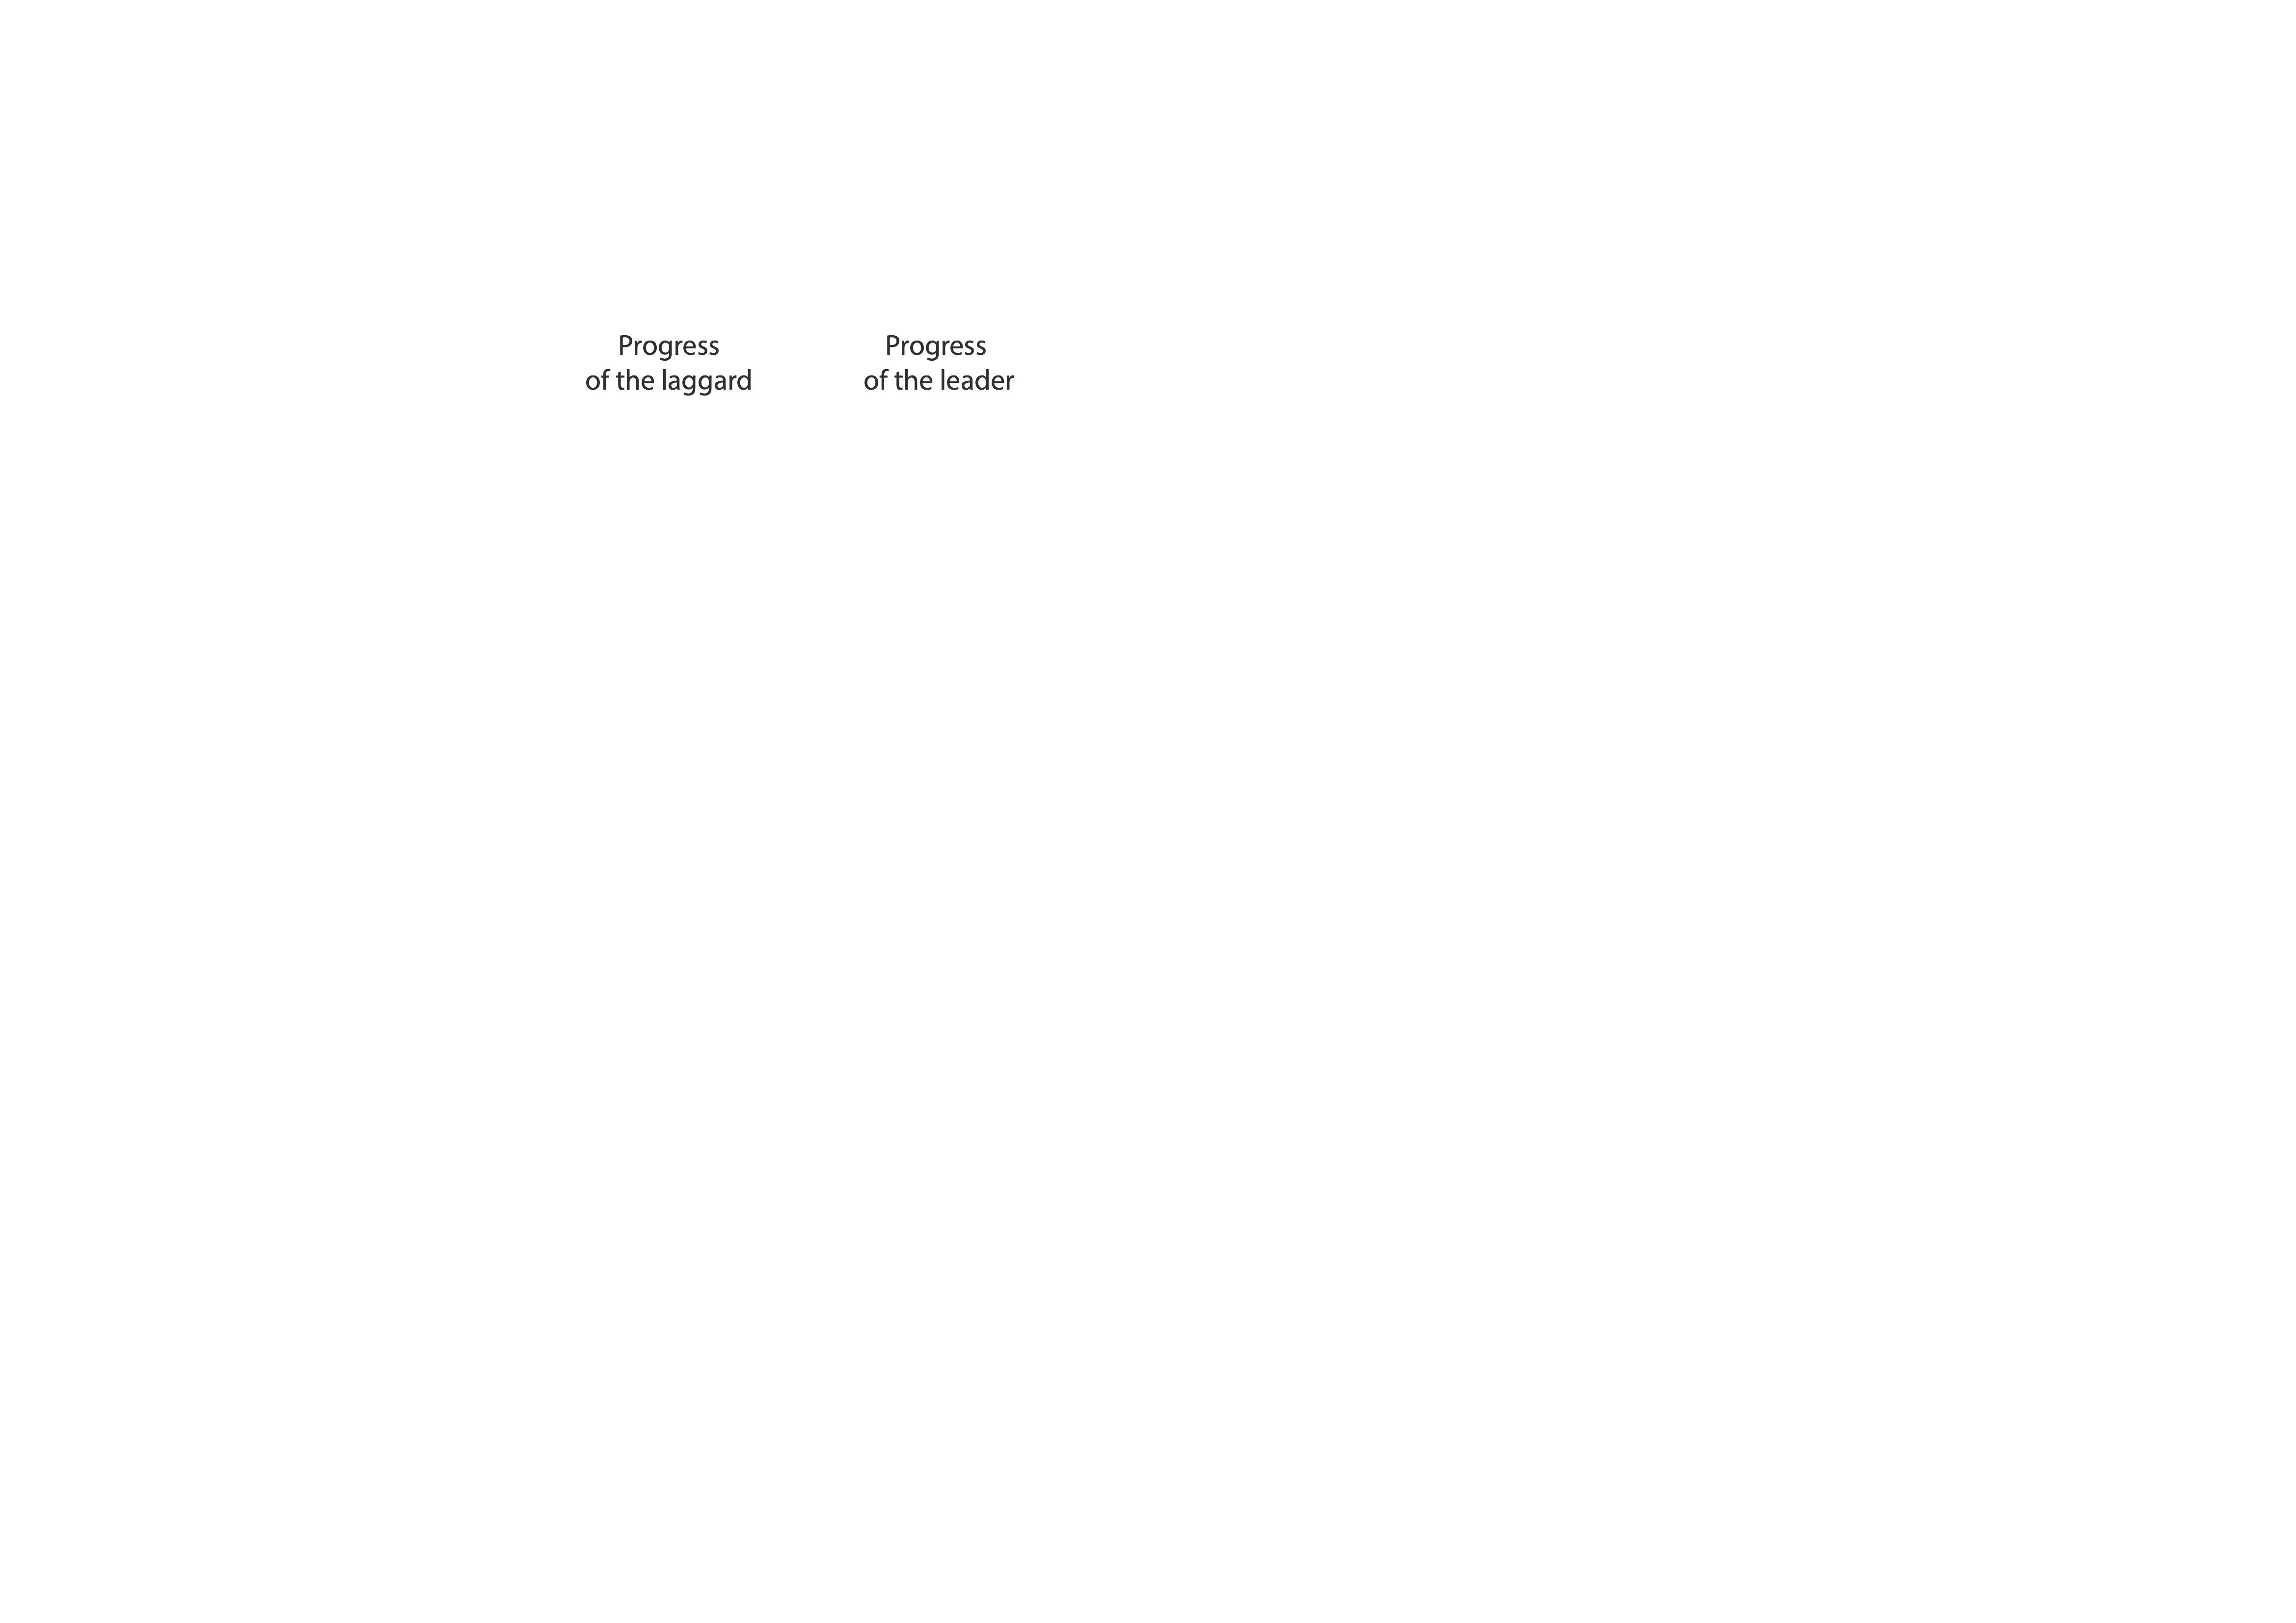 Progress
of the laggard
Progress
of the leader